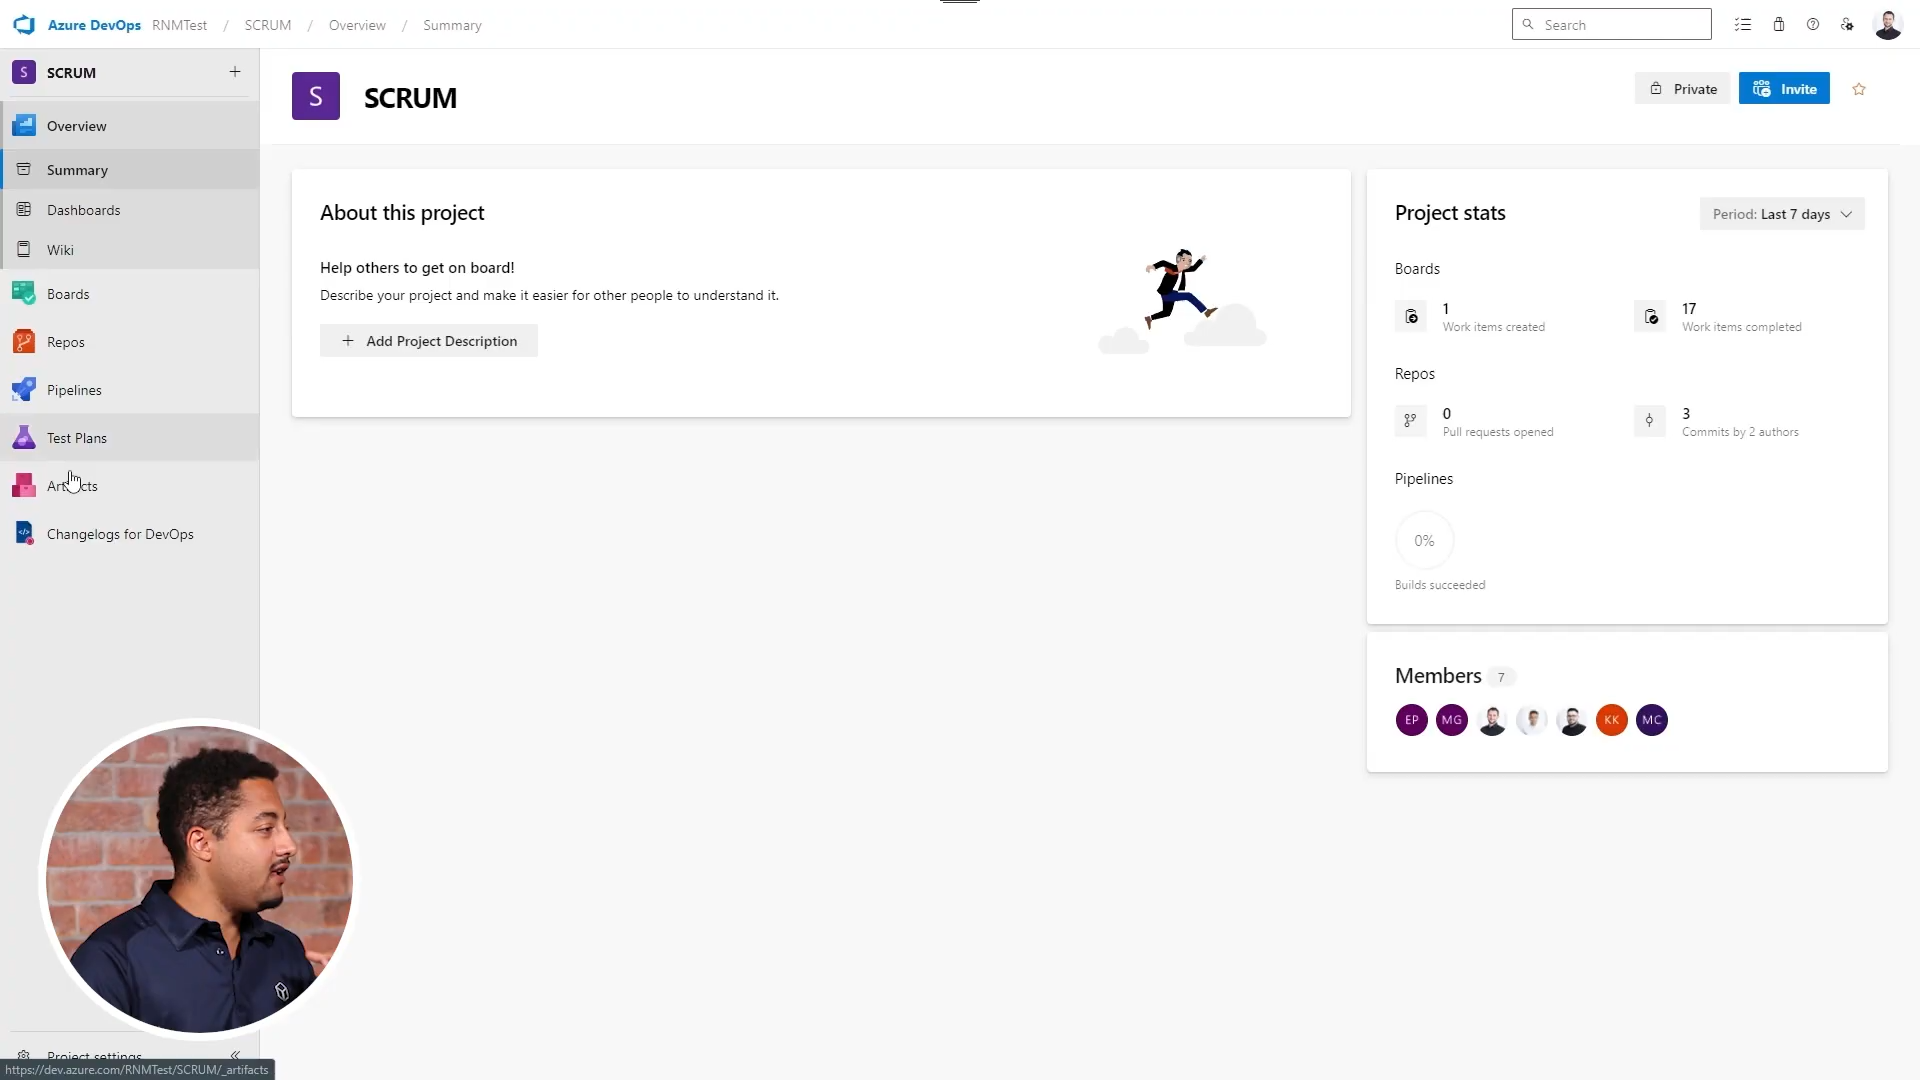 Azure DevOps RNMTest / SCRUM / Overview / Summary
Search
S SCRUM +
Overview
Summary
Dashboards
Wiki
Boards
Repos
Pipelines
Test Plans
Artifacts
Changelogs for DevOps
Project settings
https://dev.azure.com/RNMTest/SCRUM/_artifacts
S SCRUM
Private
Invite
About this project
Help others to get on board!
Describe your project and make it easier for other people to understand it.
+ Add Project Description
Project stats
Period: Last 7 days
Boards
1
Work items created
17
Work items completed
Repos
0
Pull requests opened
3
Commits by 2 authors
Pipelines
0%
Builds succeeded
Members 7
EP MG KK MC